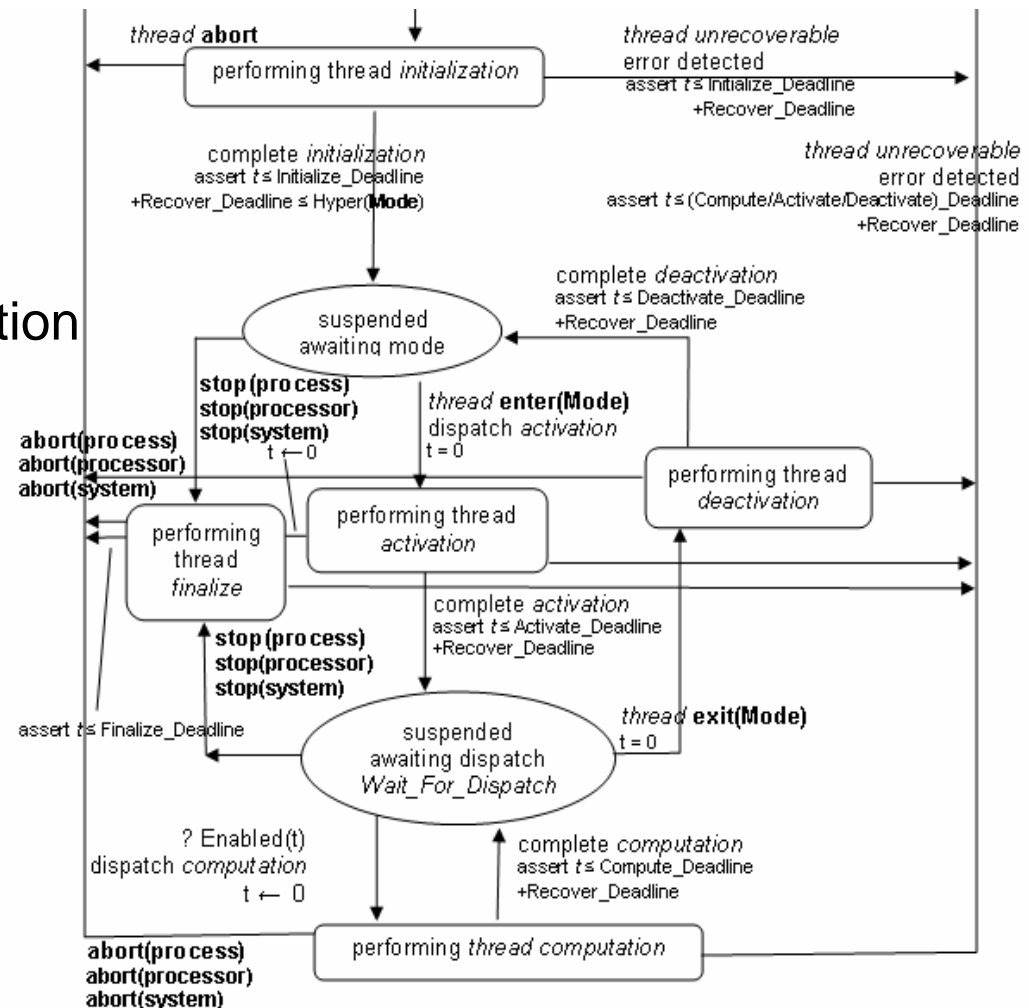 thread abort
performing thread initialization
thread unrecoverable
error detected
assert t ≤ Initialize_Deadline
+Recover_Deadline
complete initialization
assert t ≤ Initialize_Deadline
+Recover_Deadline ≤ Hyper(Mode)
thread unrecoverable
error detected
assert t ≤ (Compute/Activate/Deactivate)_Deadline
+Recover_Deadline
tion
suspended
awaiting mode
complete deactivation
assert t ≤ Deactivate_Deadline
+Recover_Deadline
stop(process)
stop(processor)
stop(system)
t ← 0
thread enter(Mode)
dispatch activation
t = 0
abort(process)
abort(processor)
abort(system)
performing thread
deactivation
performing
thread
finalize
performing thread
activation
complete activation
assert t ≤ Activate_Deadline
+Recover_Deadline
stop(process)
stop(processor)
stop(system)
assert t ≤ Finalize_Deadline
suspended
awaiting dispatch
Wait_For_Dispatch
thread exit(Mode)
t = 0
? Enabled(t)
dispatch computation
t ← 0
complete computation
assert t ≤ Compute_Deadline
+Recover_Deadline
performing thread computation
abort(process)
abort(processor)
abort(system)